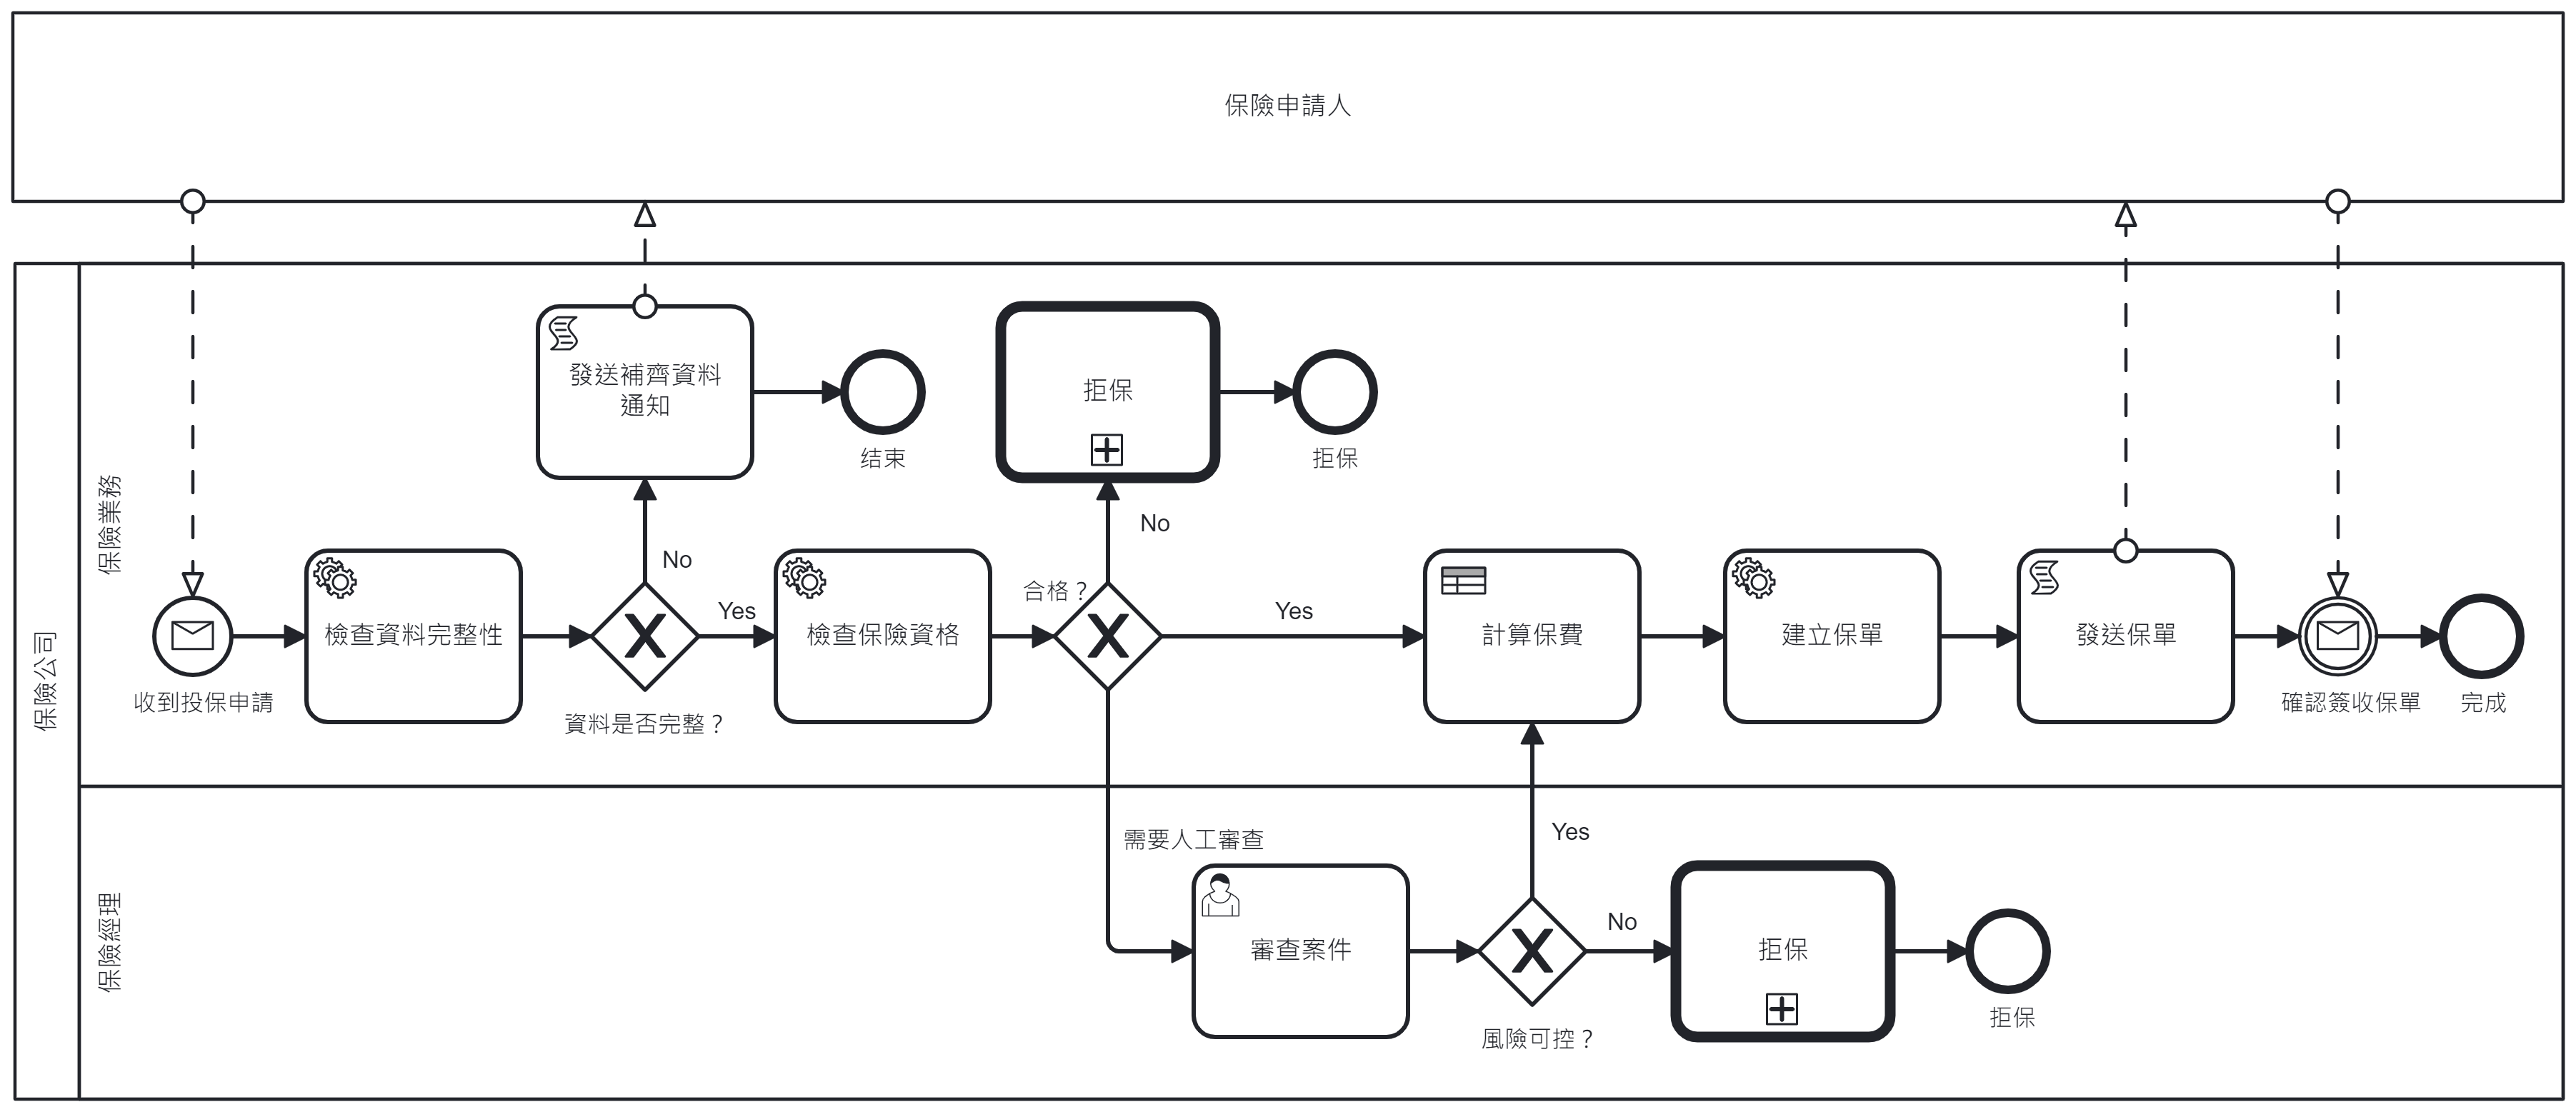 保險申請人
保險公司
保險業務
保險經理
收到投保申請
檢查資料完整性
資料是否完整？
No
發送補齊資料
通知
结束
Yes
檢查保險資格
合格？
No
拒保
拒保
Yes
需要人工審查
審查案件
風險可控？
No
拒保
拒保
Yes
計算保費
建立保單
發送保單
確認簽收保單
完成